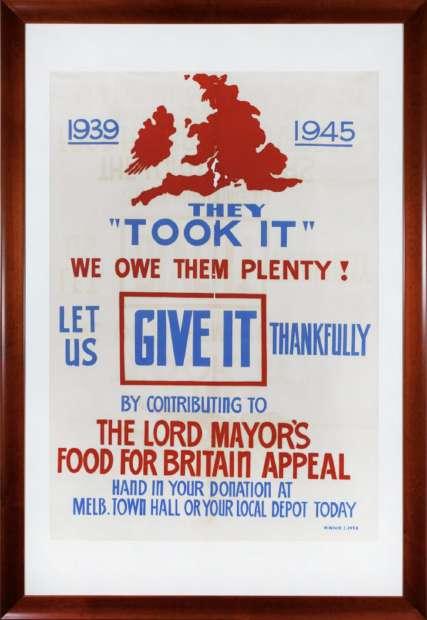 1939 1945
THEY
"TOOK IT"
WE OWE THEM PLENTY!
LET US GIVE IT THANKFULLY
BY CONTRIBUTING TO
THE LORD MAYOR'S
FOOD FOR BRITAIN APPEAL
HAND IN YOUR DONATION AT
MELB. TOWN HALL OR YOUR LOCAL DEPOT TODAY